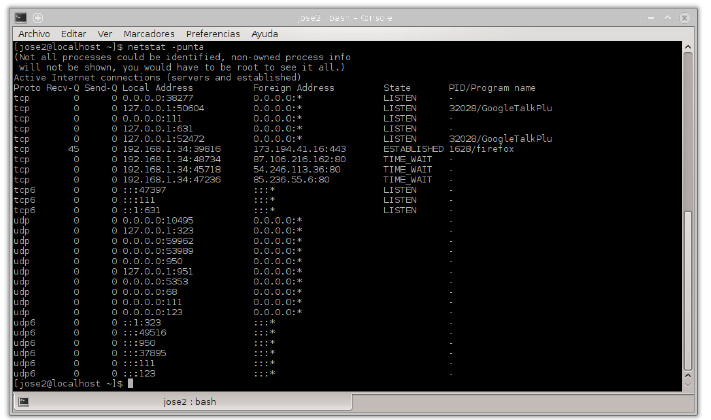 jose2 : bash - Konsole
Archivo Editar Ver Marcadores Preferencias Ayuda
[jose2@localhost ~]$ netstat -punta
(Not all processes could be identified, non-owned process info
 will not be shown, you would have to be root to see it all.)
Active Internet connections (servers and established)
Proto Recv-Q Send-Q Local Address Foreign Address State PID/Program name
tcp 0 0 0.0.0.0:38277 0.0.0.0:* LISTEN -
tcp 0 0 127.0.0.1:50604 0.0.0.0:* LISTEN 32028/GoogleTalkPlu
tcp 0 0 0.0.0.0:111 0.0.0.0:* LISTEN -
tcp 0 0 127.0.0.1:631 0.0.0.0:* LISTEN -
tcp 0 0 127.0.0.1:52472 0.0.0.0:* LISTEN 32028/GoogleTalkPlu
tcp 45 0 192.168.1.34:39816 173.194.41.16:443 ESTABLISHED 1628/firefox
tcp 0 0 192.168.1.34:48734 87.106.216.162:80 TIME_WAIT -
tcp 0 0 192.168.1.34:45718 54.246.113.36:80 TIME_WAIT -
tcp 0 0 192.168.1.34:47236 85.236.55.6:80 TIME_WAIT -
tcp6 0 0 :::47397 :::* LISTEN -
tcp6 0 0 :::111 :::* LISTEN -
tcp6 0 0 ::1:631 :::* LISTEN -
udp 0 0 0.0.0.0:10495 0.0.0.0:* -
udp 0 0 127.0.0.1:323 0.0.0.0:* -
udp 0 0 0.0.0.0:59962 0.0.0.0:* -
udp 0 0 0.0.0.0:53989 0.0.0.0:* -
udp 0 0 0.0.0.0:950 0.0.0.0:* -
udp 0 0 127.0.0.1:951 0.0.0.0:* -
udp 0 0 0.0.0.0:5353 0.0.0.0:* -
udp 0 0 0.0.0.0:68 0.0.0.0:* -
udp 0 0 0.0.0.0:111 0.0.0.0:* -
udp 0 0 0.0.0.0:123 0.0.0.0:* -
udp6 0 0 ::1:323 :::* -
udp6 0 0 :::49516 :::* -
udp6 0 0 :::950 :::* -
udp6 0 0 :::37895 :::* -
udp6 0 0 :::111 :::* -
udp6 0 0 :::123 :::* -
[jose2@localhost ~]$
jose2 : bash